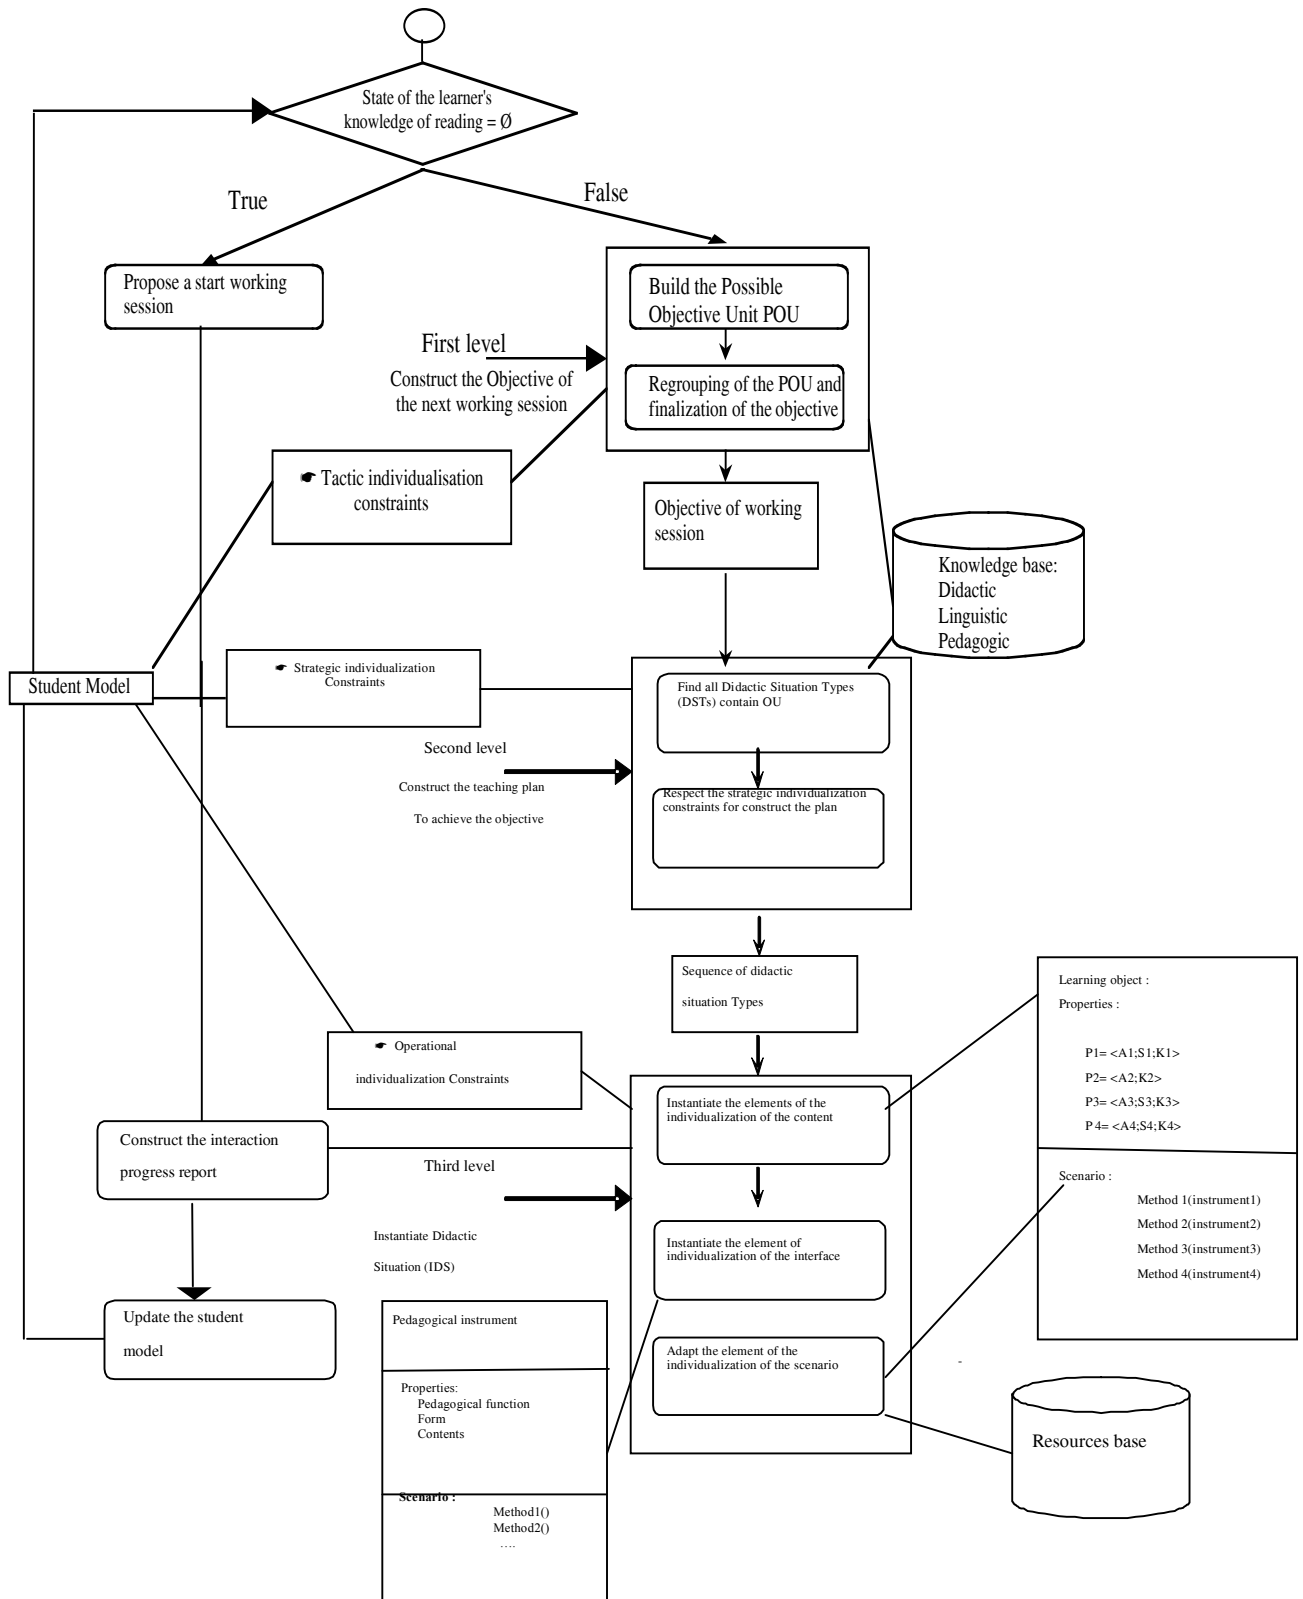 State of the learner's
knowledge of reading = Ø
True
False
Propose a start working
session
Build the Possible
Objective Unit POU
First level
Construct the Objective of
the next working session
Regrouping of the POU and
finalization of the objective
☛ Tactic individualisation
constraints
Objective of working
session
Knowledge base:
Didactic
Linguistic
Pedagogic
Student Model
☛ Strategic individualization
Constraints
Find all Didactic Situation Types
(DSTs) contain OU
Second level
Construct the teaching plan
To achieve the objective
Respect the strategic individualization
constraints for construct the plan
Sequence of didactic
situation Types
Learning object :
Properties :
P1= <A1;S1;K1>
P2= <A2;K2>
P3= <A3;S3;K3>
P4= <A4;S4;K4>
Scenario :
Method 1(instrument1)
Method 2(instrument2)
Method 3(instrument3)
Method 4(instrument4)
☛ Operational
individualization Constraints
Instantiate the elements of the
individualization of the content
Construct the interaction
progress report
Third level
Instantiate Didactic
Situation (IDS)
Instantiate the element of
individualization of the interface
Update the student
model
Pedagogical instrument
Properties:
Pedagogical function
Form
Contents
Scenario :
Method1()
Method2()
….
Adapt the element of the
individualization of the scenario
-
Resources base